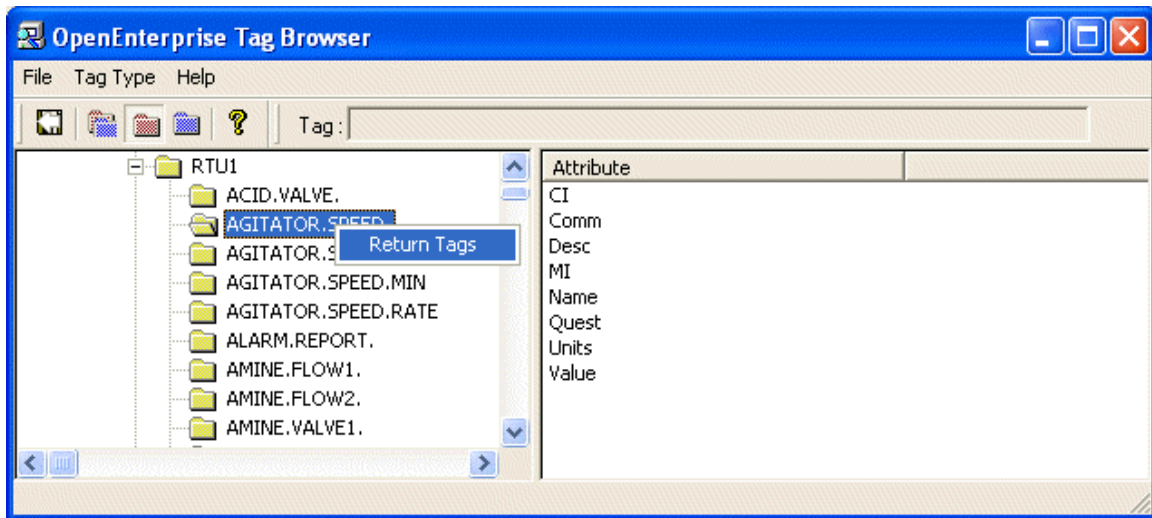 OpenEnterprise Tag Browser
File Tag Type Help
Tag :
RTU1
ACID.VALVE.
AGITATOR.SPEED.
Return Tags
AGITATOR.S
AGITATOR.SPEED.MIN
AGITATOR.SPEED.RATE
ALARM.REPORT.
AMINE.FLOW1.
AMINE.FLOW2.
AMINE.VALVE1.
Attribute
CI
Comm
Desc
MI
Name
Quest
Units
Value